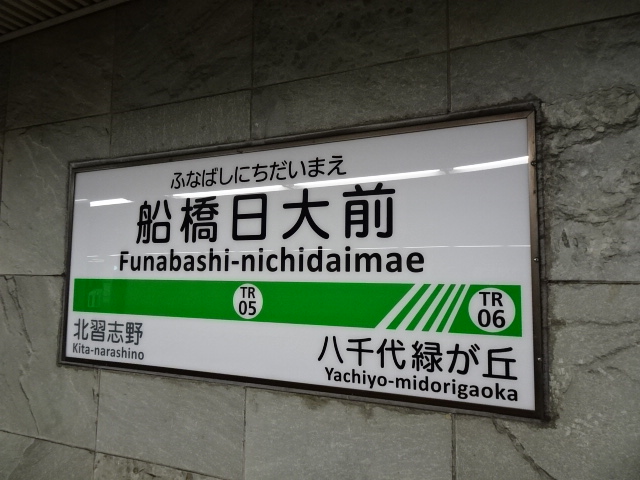 ふなばしにちだいまえ
船橋日大前
Funabashi-nichidaimae
TR
05
TR
06
北習志野
Kita-narashino
八千代緑が丘
Yachiyo-midorigaoka